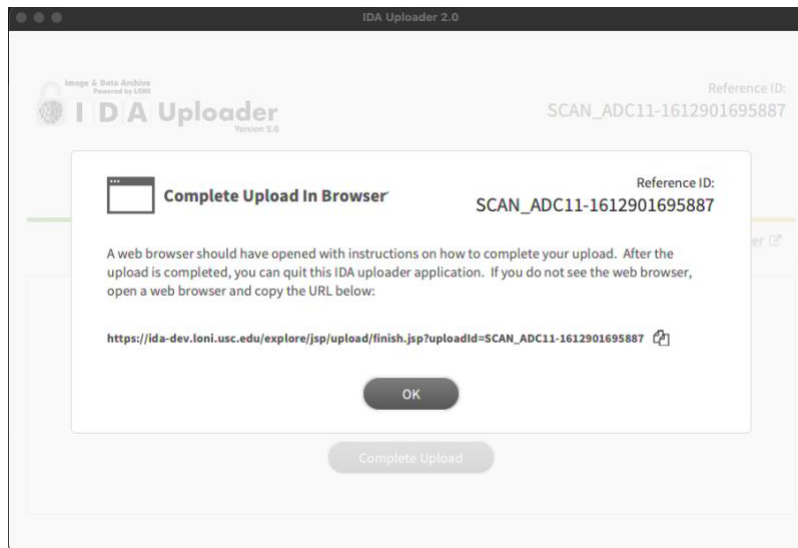 IDA Uploader 2.0
Image & Data Archive
Powered by LONI
IDA Uploader
Reference ID:
SCAN_ADC11-1612901695887
Complete Upload In Browser
Reference ID:
SCAN_ADC11-1612901695887
er
A web browser should have opened with instructions on how to complete your upload. After the
upload is completed, you can quit this IDA uploader application. If you do not see the web browser,
open a web browser and copy the URL below:
https://ida-dev.loni.usc.edu/explore/jsp/upload/finish.jsp?uploadId=SCAN_ADC11-1612901695887
OK
Complete Upload